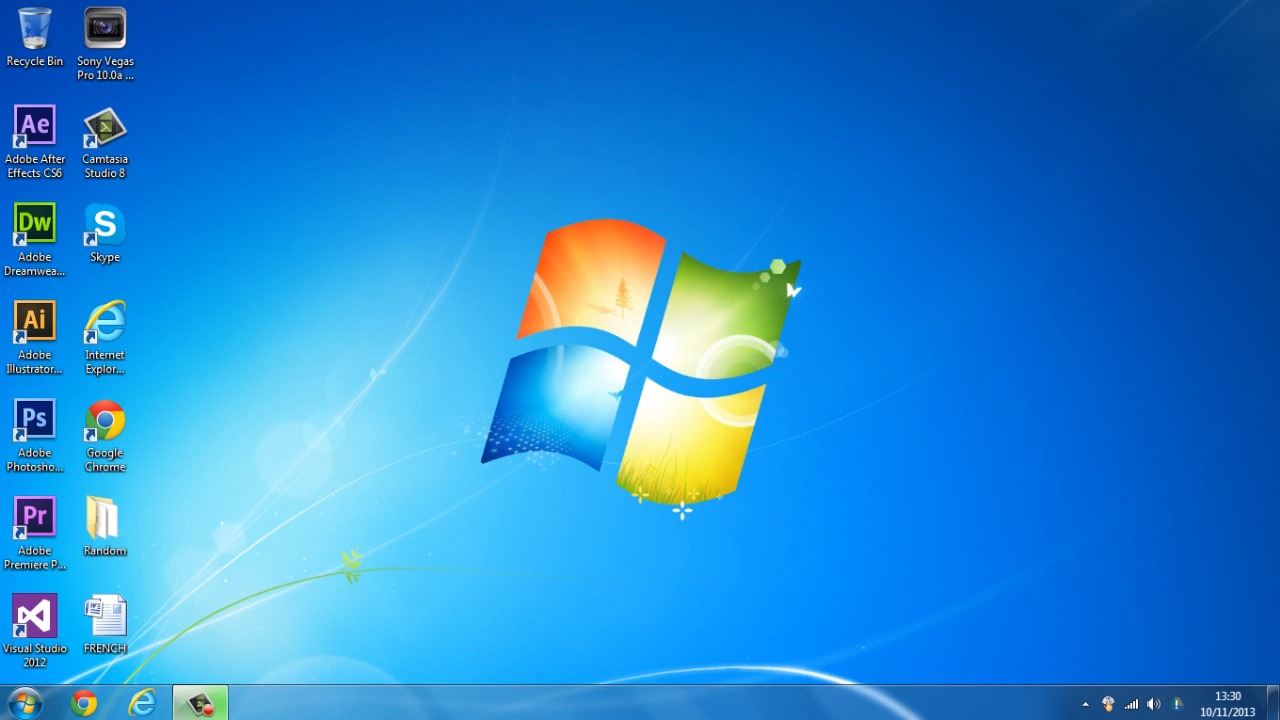 Recycle Bin
Sony Vegas
Pro 10.0a ...
Ae
Adobe After
Effects CS6
Camtasia
Studio 8
Dw
Adobe
Dreamwea...
S
Skype
Ai
Adobe
Illustrator...
Internet
Explor...
Ps
Adobe
Photosho...
Google
Chrome
Pr
Adobe
Premiere P...
Random
Visual Studio
2012
FRENCH
13:30
10/11/2013